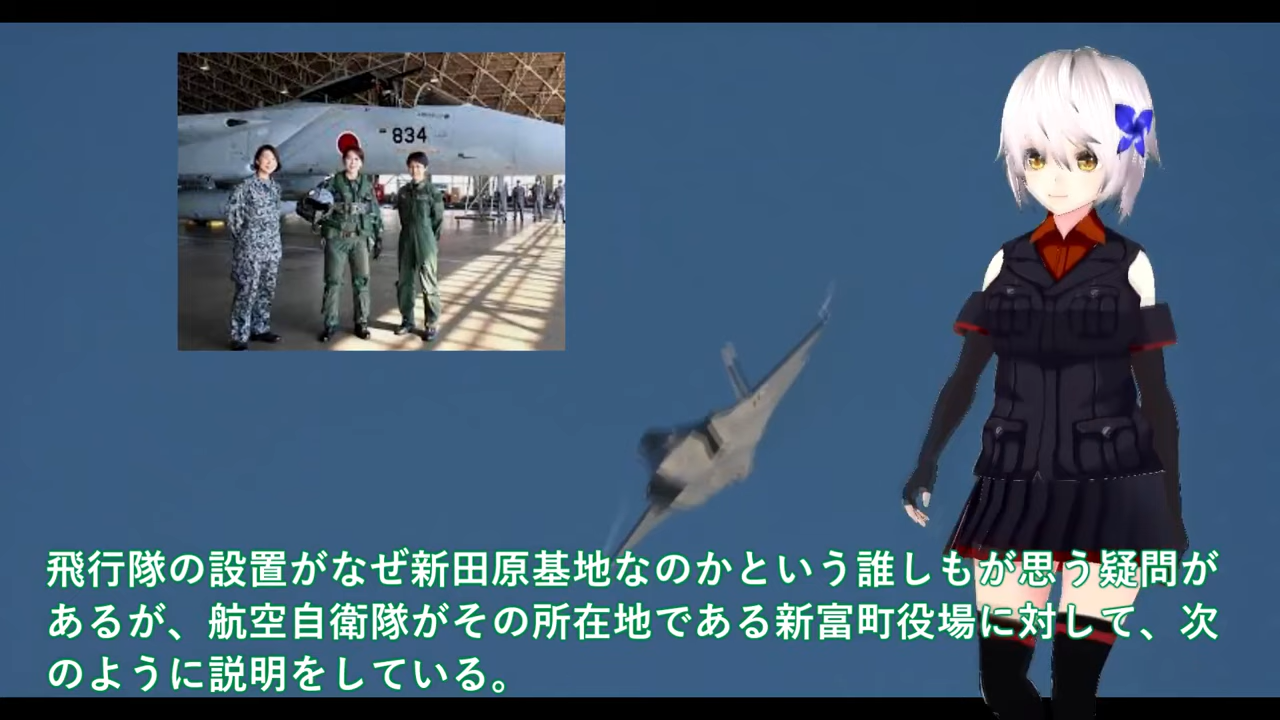 834
飛行隊の設置がなぜ新田原基地なのかという誰しもが思う疑問が
あるが、航空自衛隊がその所在地である新富町役場に対して、次
のように説明をしている。